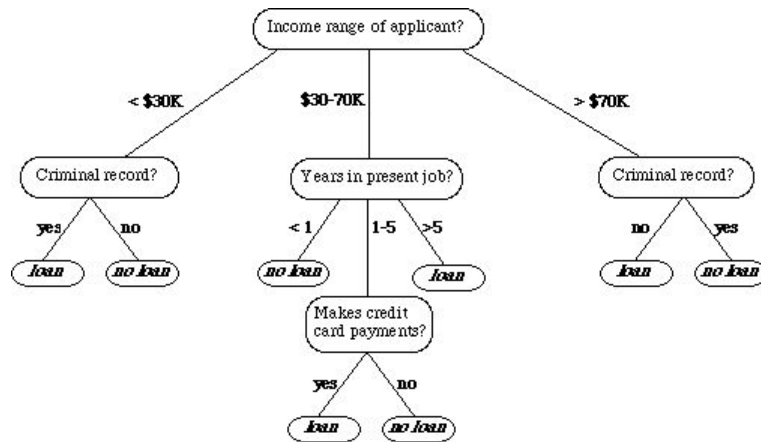 Income range of applicant?
< $30K
$30-70K
> $70K
Criminal record?
Years in present job?
Criminal record?
yes
no
< 1
1-5
>5
no
yes
loan
no loan
no loan
loan
loan
no loan
Makes credit
card payments?
yes
no
loan
no loan